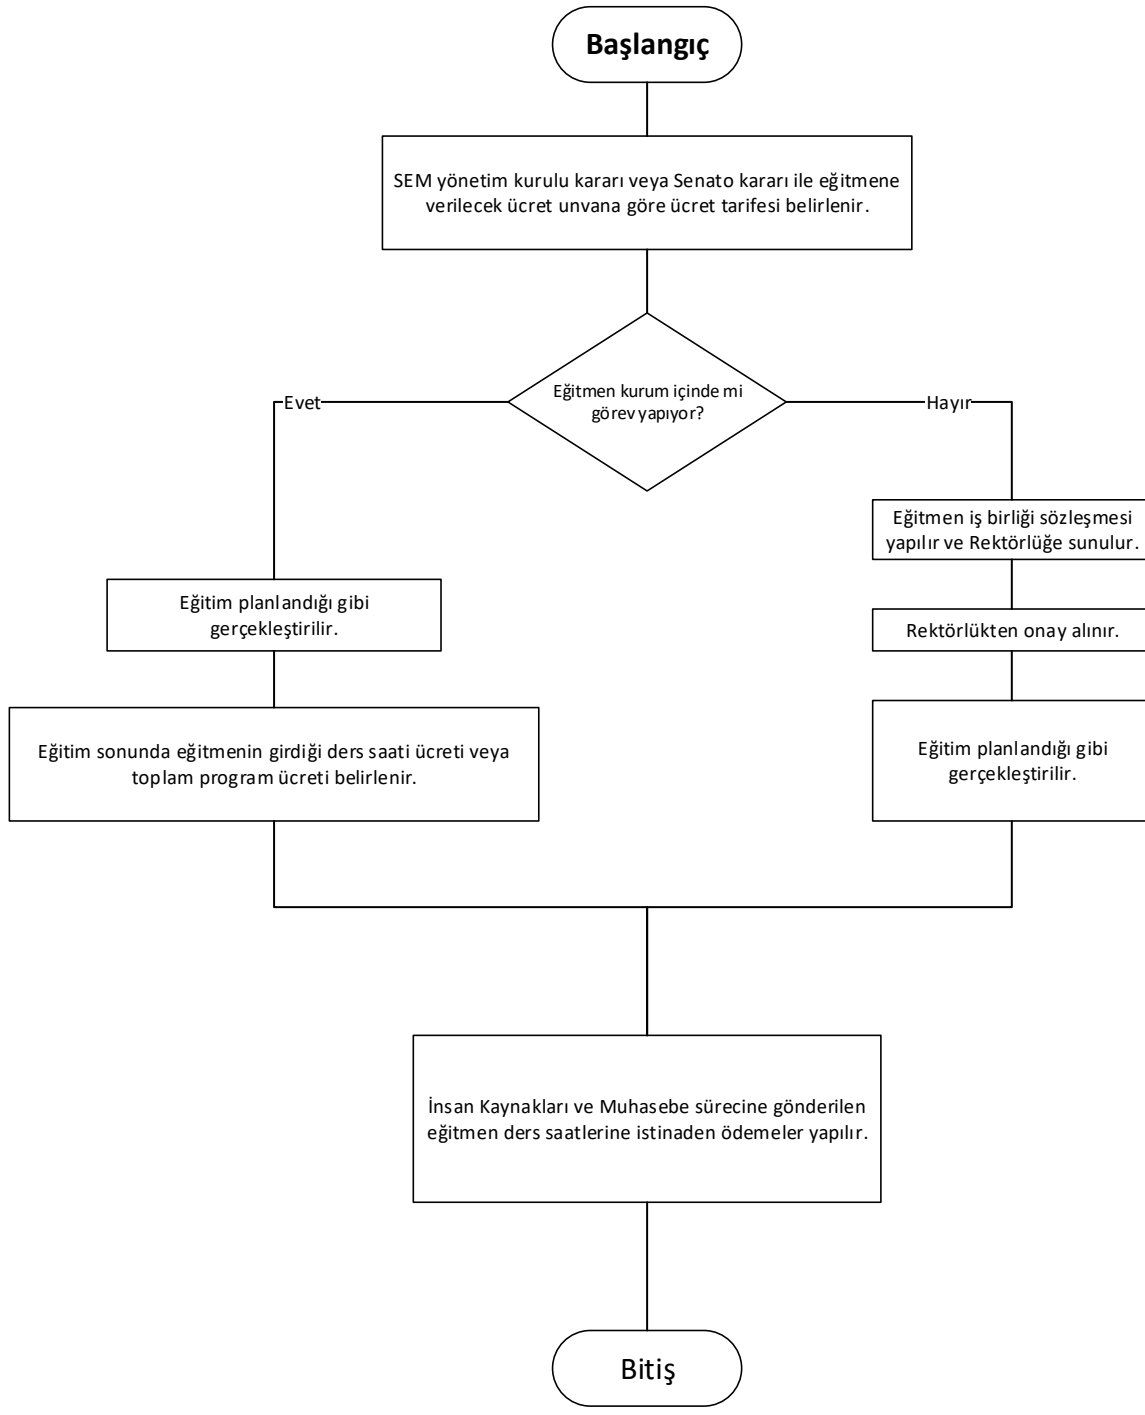 Başlangıç
SEM yönetim kurulu kararı veya Senato kararı ile eğitmene
verilecek ücret unvana göre ücret tarifesi belirlenir.
Eğitmen kurum içinde mi
görev yapıyor?
Evet
Hayır
Eğitmen iş birliği sözleşmesi
yapılır ve Rektörlüğe sunulur.
Eğitim planlandığı gibi
gerçekleştirilir.
Rektörlükten onay alınır.
Eğitim sonunda eğitmenin girdiği ders saati ücreti veya
toplam program ücreti belirlenir.
Eğitim planlandığı gibi
gerçekleştirilir.
İnsan Kaynakları ve Muhasebe sürecine gönderilen
eğitmen ders saatlerine istinaden ödemeler yapılır.
Bitiş